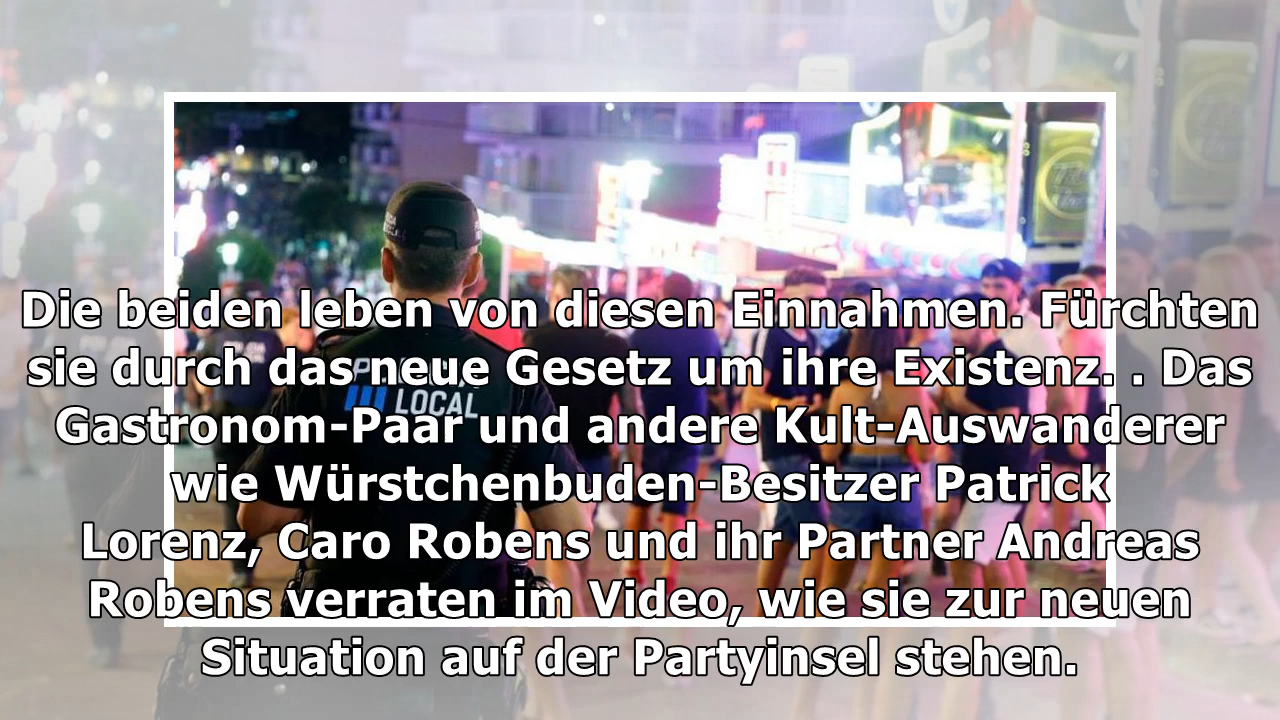 Die beiden leben von diesen Einnahmen. Fürchten
sie durch das neue Gesetz um ihre Existenz. . Das
Gastronom-Paar und andere Kult-Auswanderer
wie Würstchenbuden-Besitzer Patrick
Lorenz, Caro Robens und ihr Partner Andreas
Robens verraten im Video, wie sie zur neuen
Situation auf der Partyinsel stehen.
LOCAL